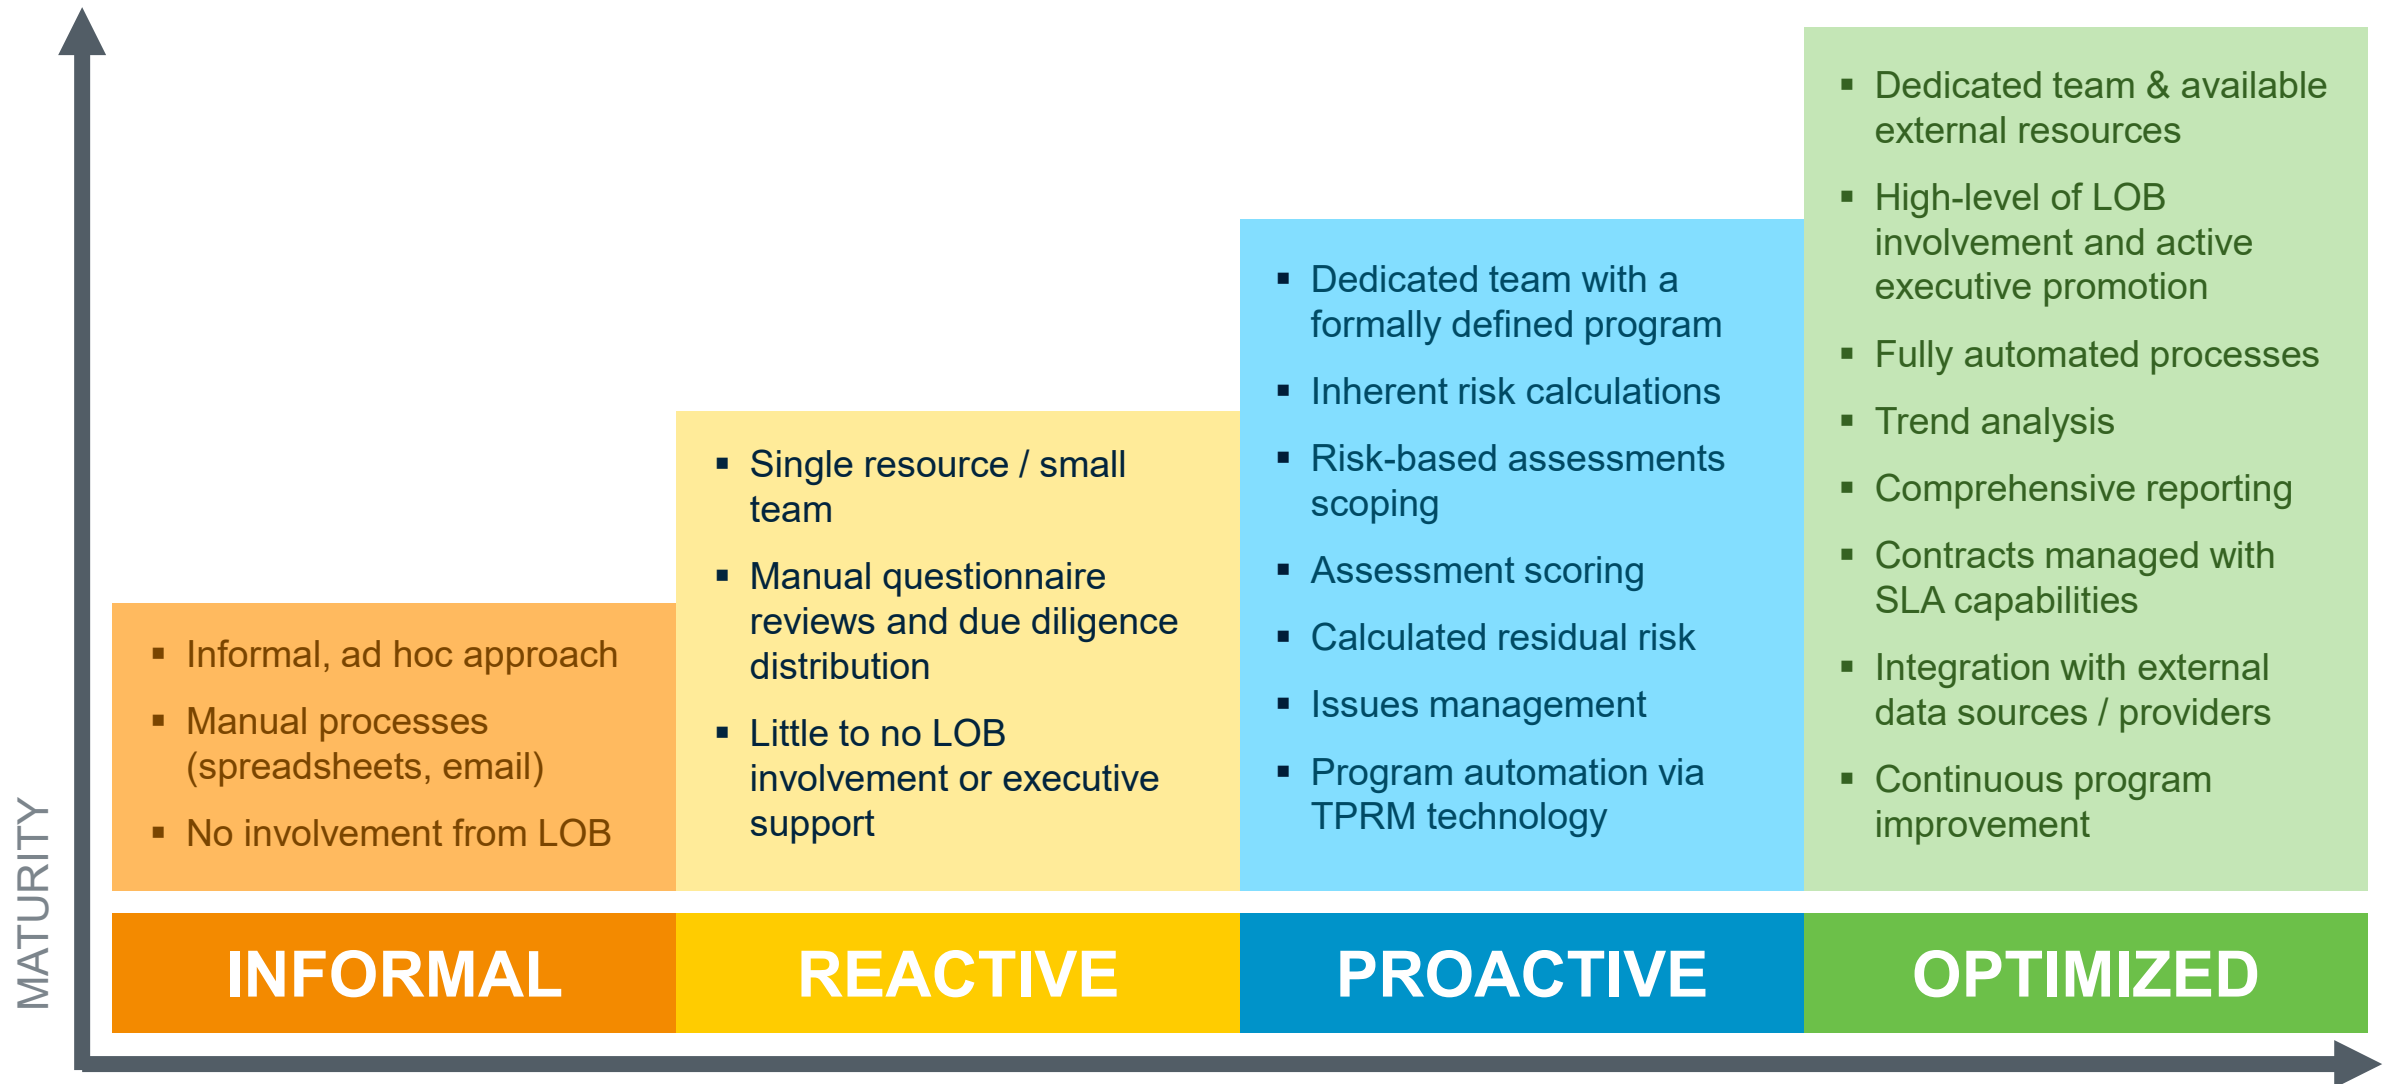 MATURITY
▪ Informal, ad hoc approach
▪ Manual processes
(spreadsheets, email)
▪ No involvement from LOB
INFORMAL
▪ Single resource / small
team
▪ Manual questionnaire
reviews and due diligence
distribution
▪ Little to no LOB
involvement or executive
support
REACTIVE
▪ Dedicated team with a
formally defined program
▪ Inherent risk calculations
▪ Risk-based assessments
scoping
▪ Assessment scoring
▪ Calculated residual risk
▪ Issues management
▪ Program automation via
TPRM technology
PROACTIVE
▪ Dedicated team & available
external resources
▪ High-level of LOB
involvement and active
executive promotion
▪ Fully automated processes
▪ Trend analysis
▪ Comprehensive reporting
▪ Contracts managed with
SLA capabilities
▪ Integration with external
data sources / providers
▪ Continuous program
improvement
OPTIMIZED